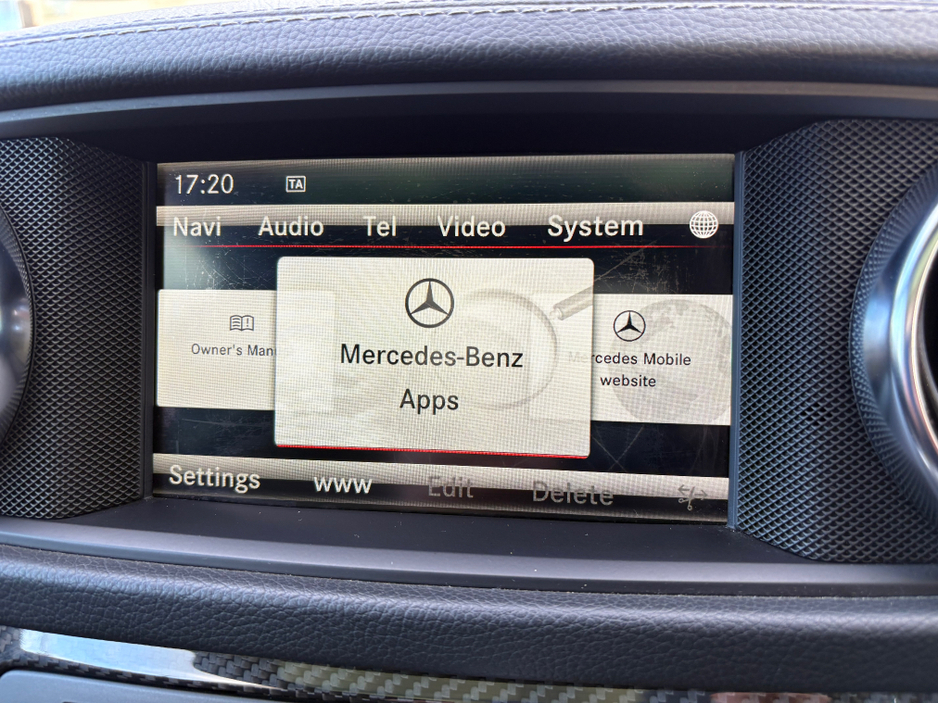 17:20 TA
Navi Audio Tel Video System
Owner's Man
Mercedes-Benz
Apps
rcedes Mobile
website
Settings www Edit Delete